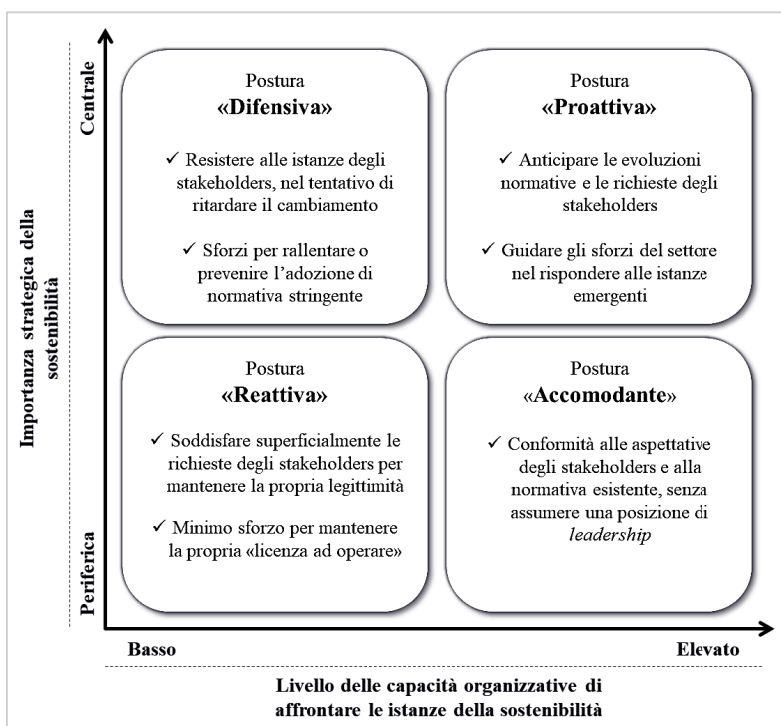 Centrale
Importanza strategica della
sostenibilità
Periferica
Postura
«Difensiva»
✓ Resistere alle istanze degli
stakeholders, nel tentativo di
ritardare il cambiamento
✓ Sforzi per rallentare o
prevenire l’adozione di
normativa stringente
Postura
«Proattiva»
✓ Anticipare le evoluzioni
normative e le richieste degli
stakeholders
✓ Guidare gli sforzi del settore
nel rispondere alle istanze
emergenti
Postura
«Reattiva»
✓ Soddisfare superficialmente le
richieste degli stakeholders per
mantenere la propria legittimità
✓ Minimo sforzo per mantenere
la propria «licenza ad operare»
Postura
«Accomodante»
✓ Conformità alle aspettative
degli stakeholders e alla
normativa esistente, senza
assumere una posizione di
leadership
Basso
Elevato
Livello delle capacità organizzative di
affrontare le istanze della sostenibilità